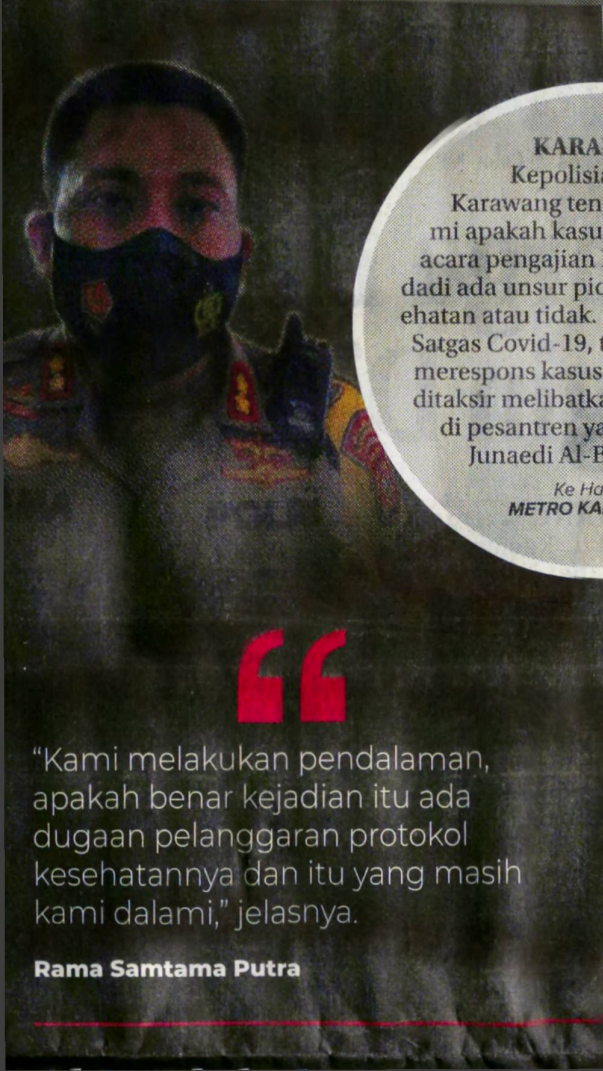 KARA
Kepolisia
Karawang ten
mi apakah kasu
acara pengajian
dadi ada unsur pid
ehatan atau tidak.
Satgas Covid-19, t
merespons kasus
ditaksir melibatka
di pesantren ya
Junaedi Al-B
Ke Ha
METRO KA
“Kami melakukan pendalaman,
apakah benar kejadian itu ada
dugaan pelanggaran protokol
kesehatannya dan itu yang masih
kami dalami,” jelasnya.
Rama Samtama Putra